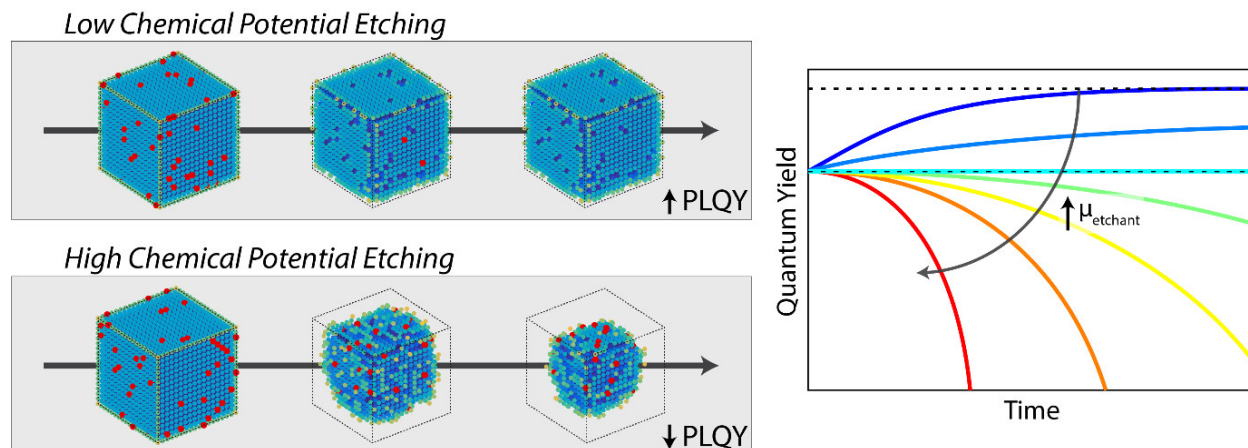 Low Chemical Potential Etching
↑ PLQY
High Chemical Potential Etching
↓ PLQY
Quantum Yield
↑ μetchant
Time